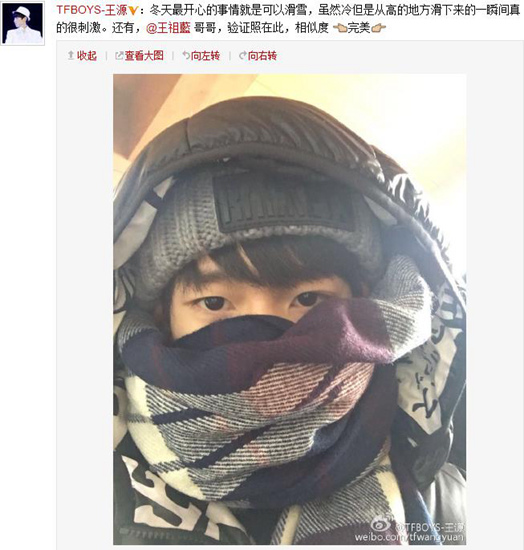 TFBOYS-王源：冬天最开心的事情就是可以滑雪，虽然冷但是从高的地方滑下来的一瞬间真
的很刺激。还有，@王祖藍 哥哥，验证照在此，相似度 完美
收起 | 查看大图 向左转 向右转
@TFBOYS-王源
weibo.com/tfwangyuan